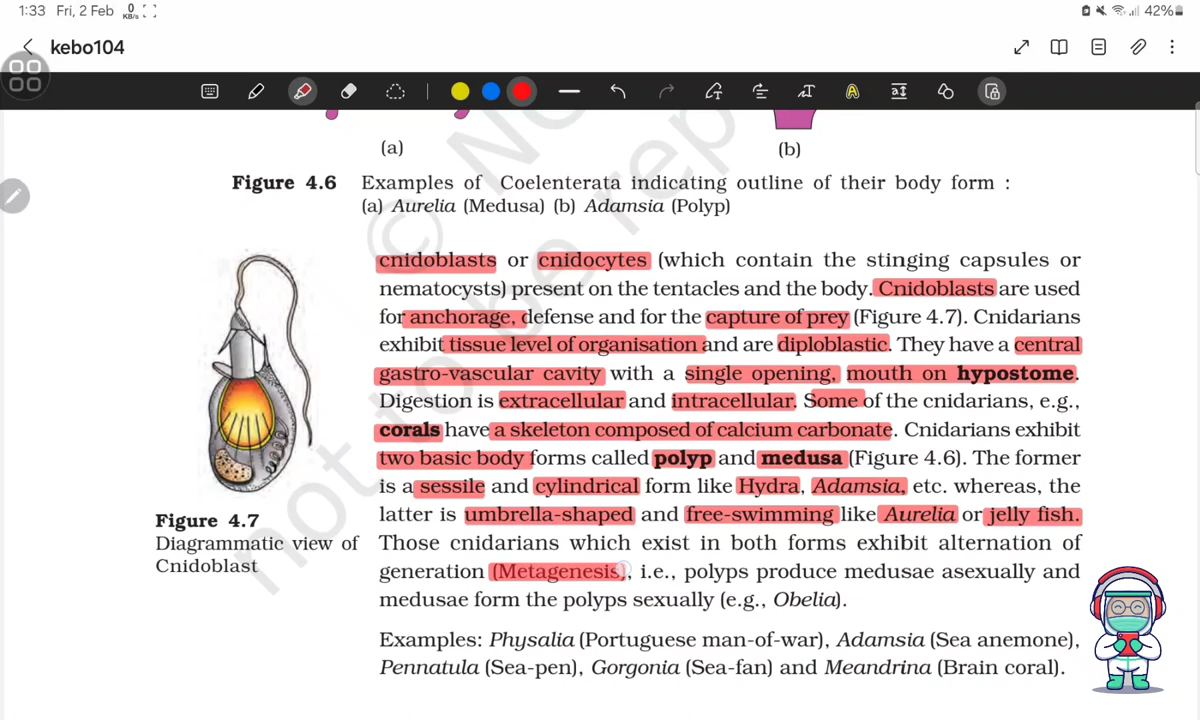 1:33 Fri, 2 Feb 0 KB/s 42%
kebo104
(a) (b)
Figure 4.6 Examples of Coelenterata indicating outline of their body form :
(a) Aurelia (Medusa) (b) Adamsia (Polyp)
cnidoblasts or cnidocytes (which contain the stinging capsules or
nematocysts) present on the tentacles and the body. Cnidoblasts are used
for anchorage, defense and for the capture of prey (Figure 4.7). Cnidarians
exhibit tissue level of organisation and are diploblastic. They have a central
gastro-vascular cavity with a single opening, mouth on hypostome.
Digestion is extracellular and intracellular. Some of the cnidarians, e.g.,
corals have a skeleton composed of calcium carbonate. Cnidarians exhibit
two basic body forms called polyp and medusa (Figure 4.6). The former
is a sessile and cylindrical form like Hydra, Adamsia, etc. whereas, the
latter is umbrella-shaped and free-swimming like Aurelia or jelly fish.
Those cnidarians which exist in both forms exhibit alternation of
generation (Metagenesis), i.e., polyps produce medusae asexually and
medusae form the polyps sexually (e.g., Obelia).
Examples: Physalia (Portuguese man-of-war), Adamsia (Sea anemone),
Pennatula (Sea-pen), Gorgonia (Sea-fan) and Meandrina (Brain coral).
Figure 4.7
Diagrammatic view of
Cnidoblast
not to be rep
© N